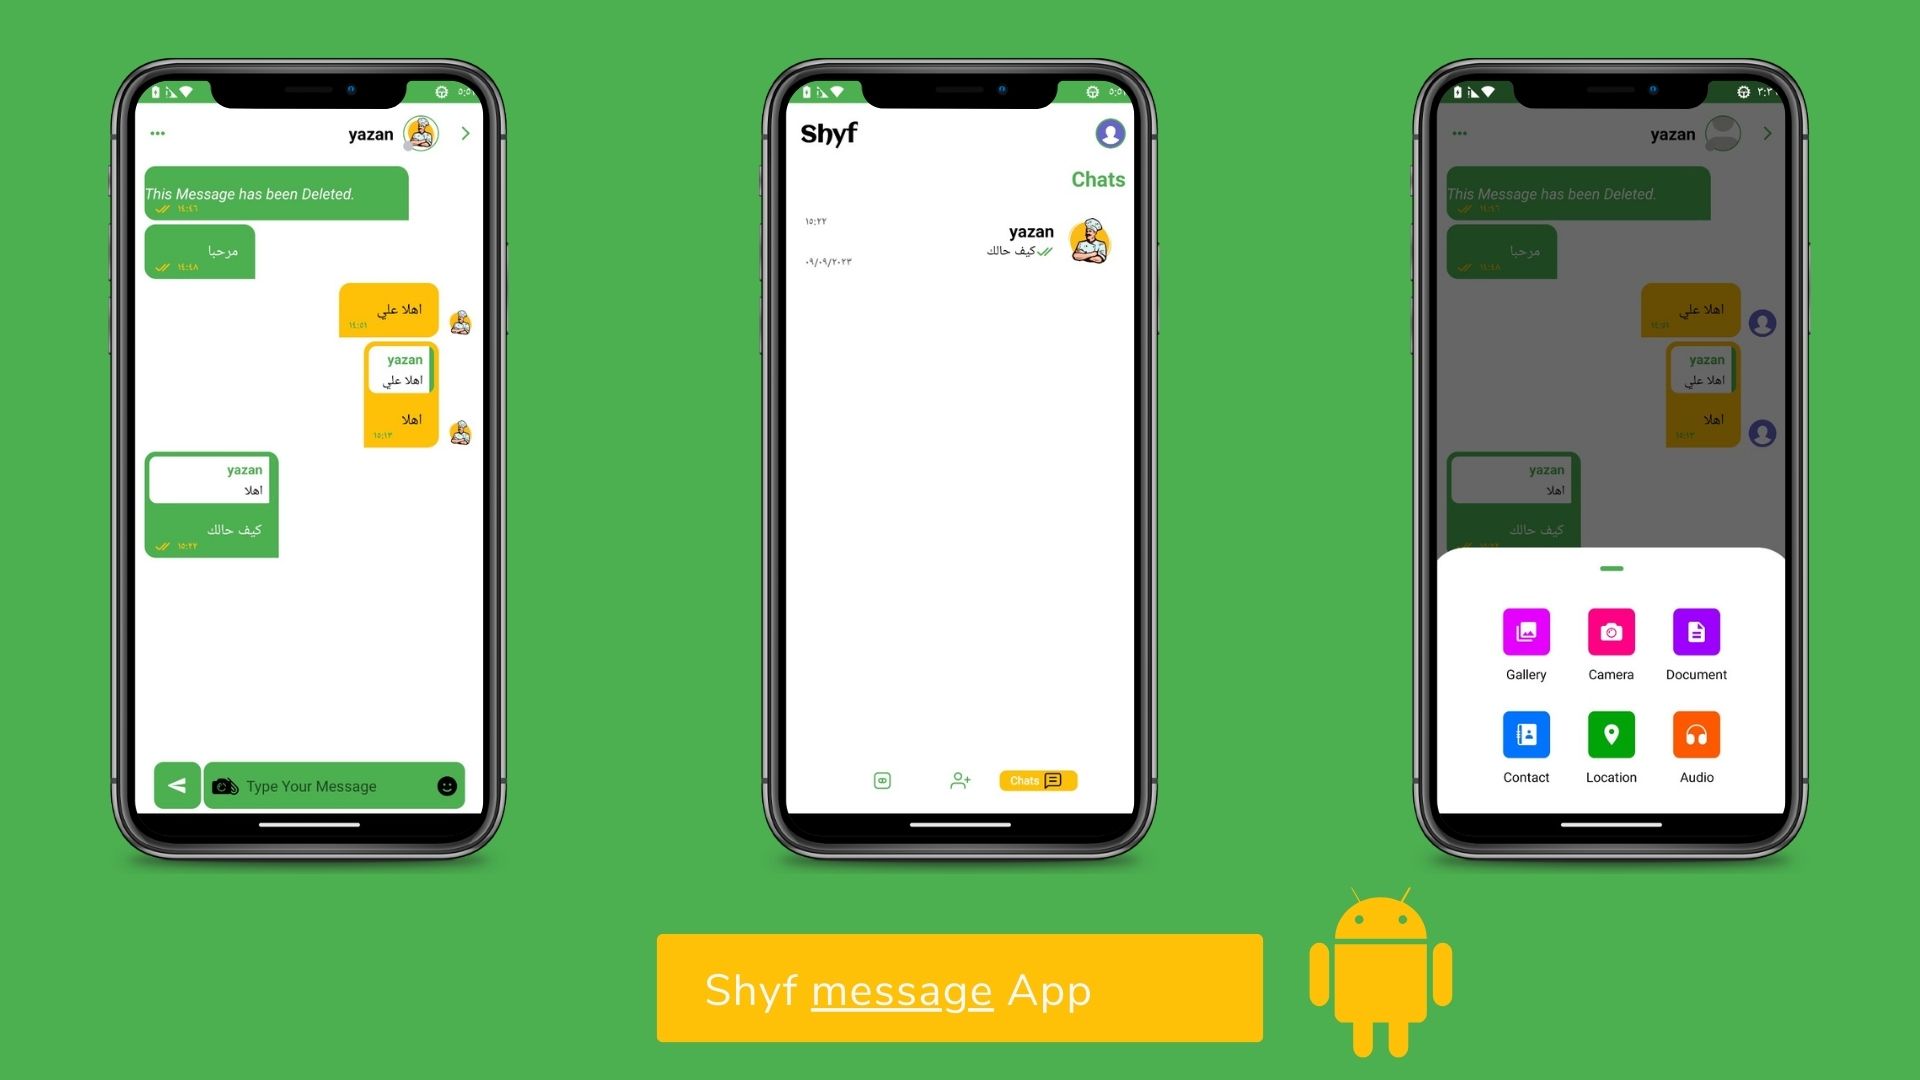 yazan
This Message has been Deleted.
١٤:٤٦
مرحبا
١٤:٤٨
اهلا علي
١٤:٥١
yazan
اهلا علي
اهلا
١٥:١٣
yazan
اهلا
كيف حالك
١٥:٢٢
Type Your Message
Shyf
Chats
١٥:٢٢
yazan
كيف حالك
٠٩/٠٩/٢٠٢٣
Chats
yazan
This Message has been Deleted.
١٤:٤٦
مرحبا
١٤:٤٨
اهلا علي
١٤:٥١
yazan
اهلا علي
اهلا
١٥:١٣
yazan
اهلا
كيف حالك
Gallery Camera Document
Contact Location Audio
Shyf message App